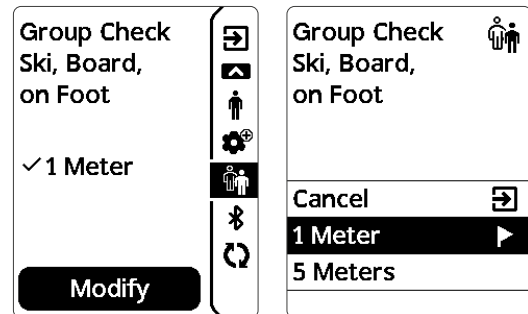 Group Check
Ski, Board,
on Foot
✓1 Meter
Modify
Group Check
Ski, Board,
on Foot
Cancel
1 Meter
5 Meters